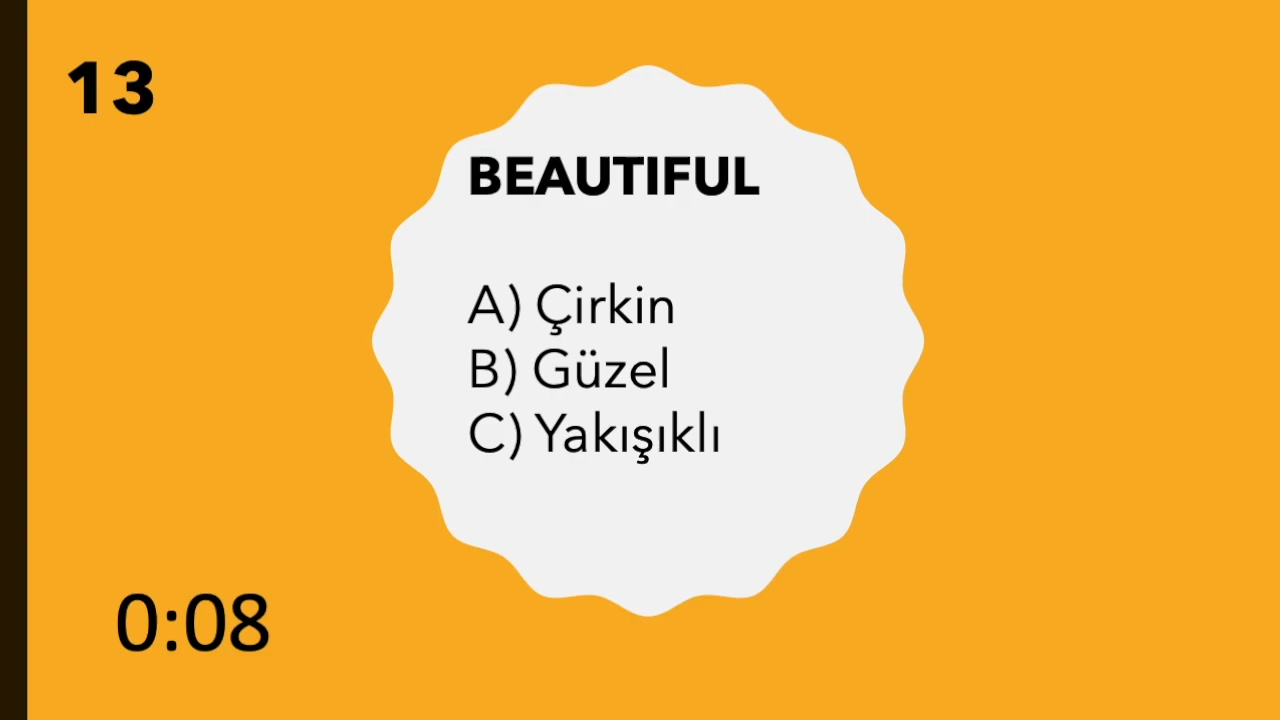 13
BEAUTIFUL
A) Çirkin
B) Güzel
C) Yakışıklı
0:08